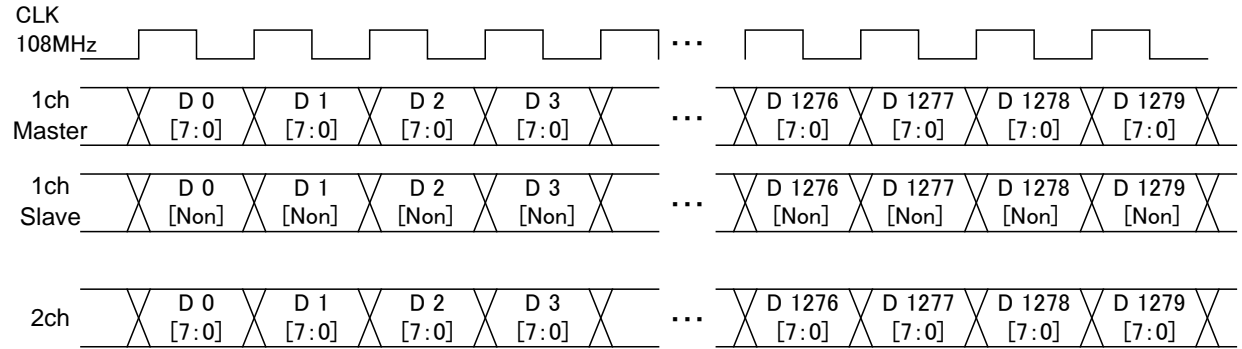 CLK
108MHz
･･･
1ch
Master
D 0 D 1 D 2 D 3 D 1276 D 1277 D 1278 D 1279
[7:0] [7:0] [7:0] [7:0] ･･･ [7:0] [7:0] [7:0] [7:0]
1ch
Slave
D 0 D 1 D 2 D 3 D 1276 D 1277 D 1278 D 1279
[Non] [Non] [Non] [Non] ･･･ [Non] [Non] [Non] [Non]
2ch
D 0 D 1 D 2 D 3 D 1276 D 1277 D 1278 D 1279
[7:0] [7:0] [7:0] [7:0] ･･･ [7:0] [7:0] [7:0] [7:0]